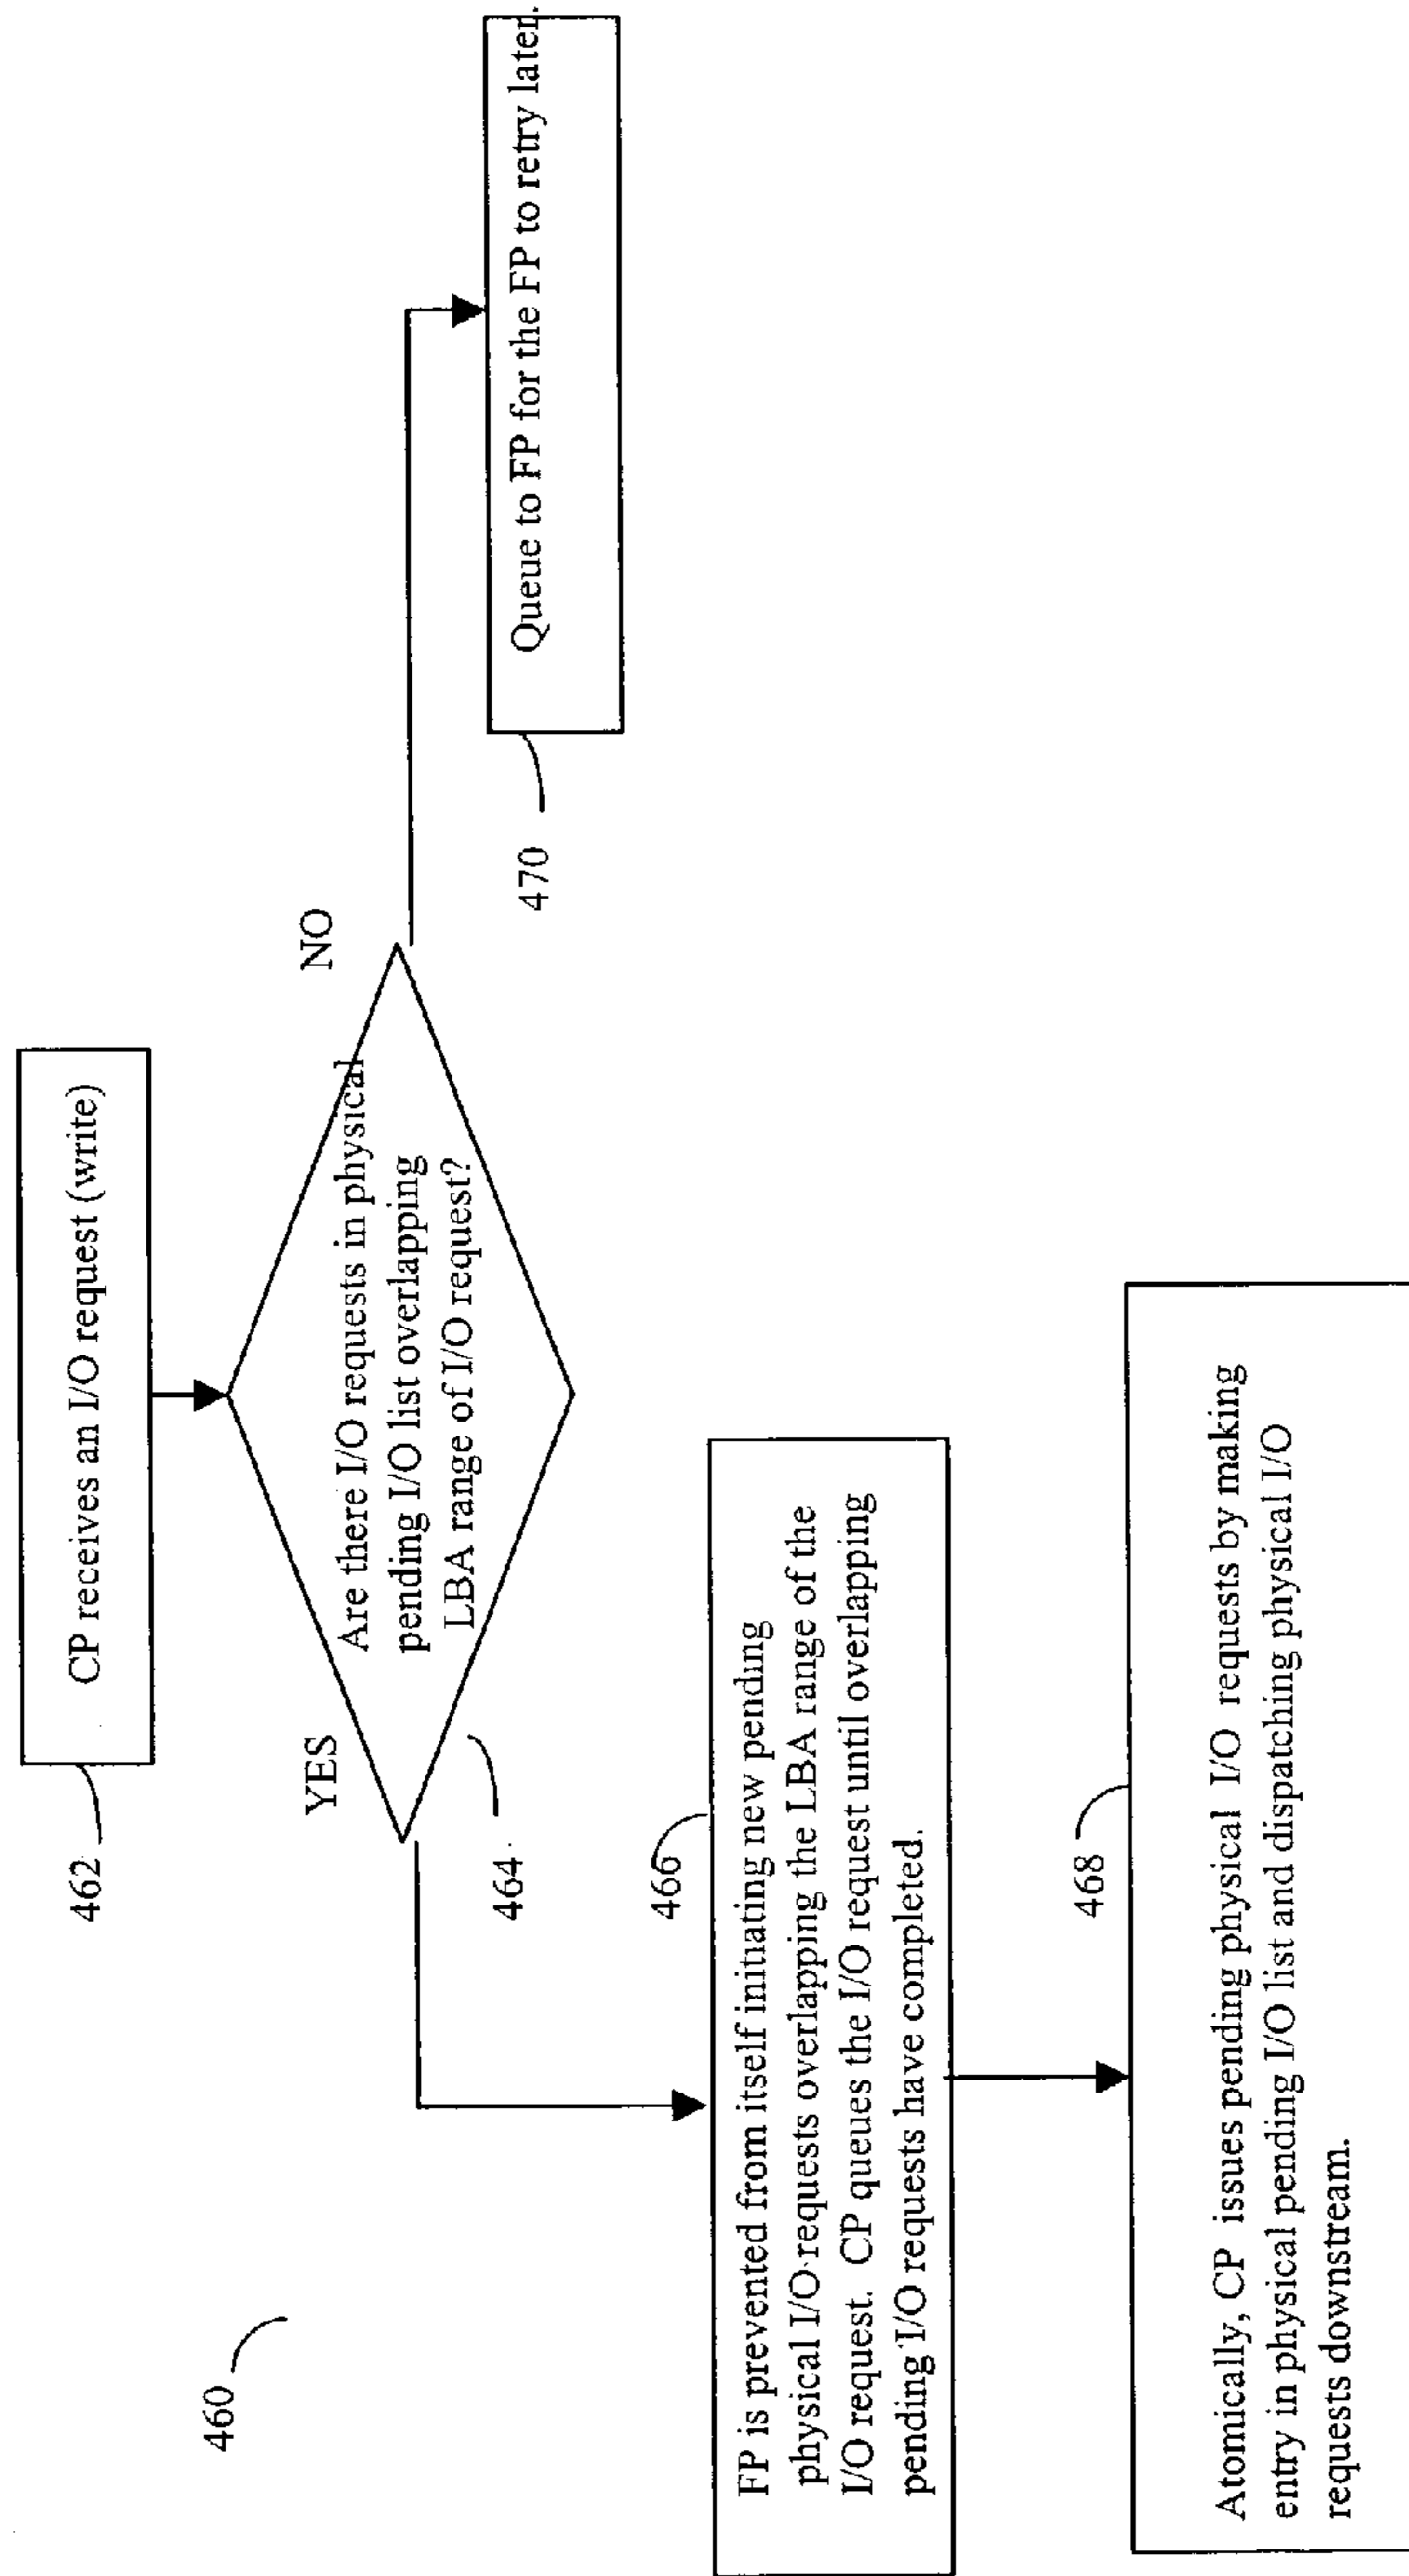 460
462
CP receives an I/O request (write)
YES
NO
Are there I/O requests in physical
pending I/O list overlapping
LBA range of I/O request?
464
470
Queue to FP for the FP to retry later.
466
FP is prevented from itself initiating new pending
physical I/O requests overlapping the LBA range of the
I/O request. CP queues the I/O request until overlapping
pending I/O requests have completed.
468
Atomically, CP issues pending physical I/O requests by making
entry in physical pending I/O list and dispatching physical I/O
requests downstream.